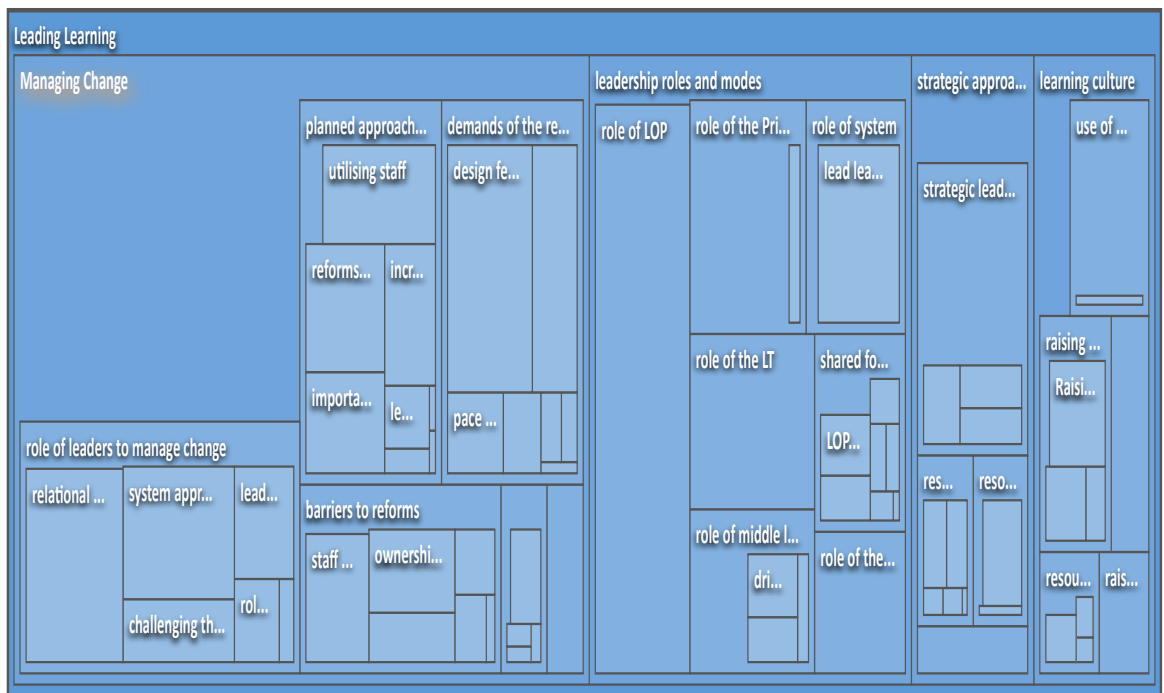 Leading Learning
Managing Change
planned approach...
utilising staff
reforms...
incr...
importa...
le...
demands of the re...
design fe...
pace ...
role of leaders to manage change
relational ...
system appr...
lead...
challenging th...
rol...
barriers to reforms
staff ...
ownershi...
leadership roles and modes
role of LOP
role of the Pri...
role of system
lead lea...
role of the LT
shared fo...
LOP...
role of middle l...
dri...
role of the...
strategic approa...
strategic lead...
res...
reso...
learning culture
use of ...
raising ...
Raisi...
resou...
rais...